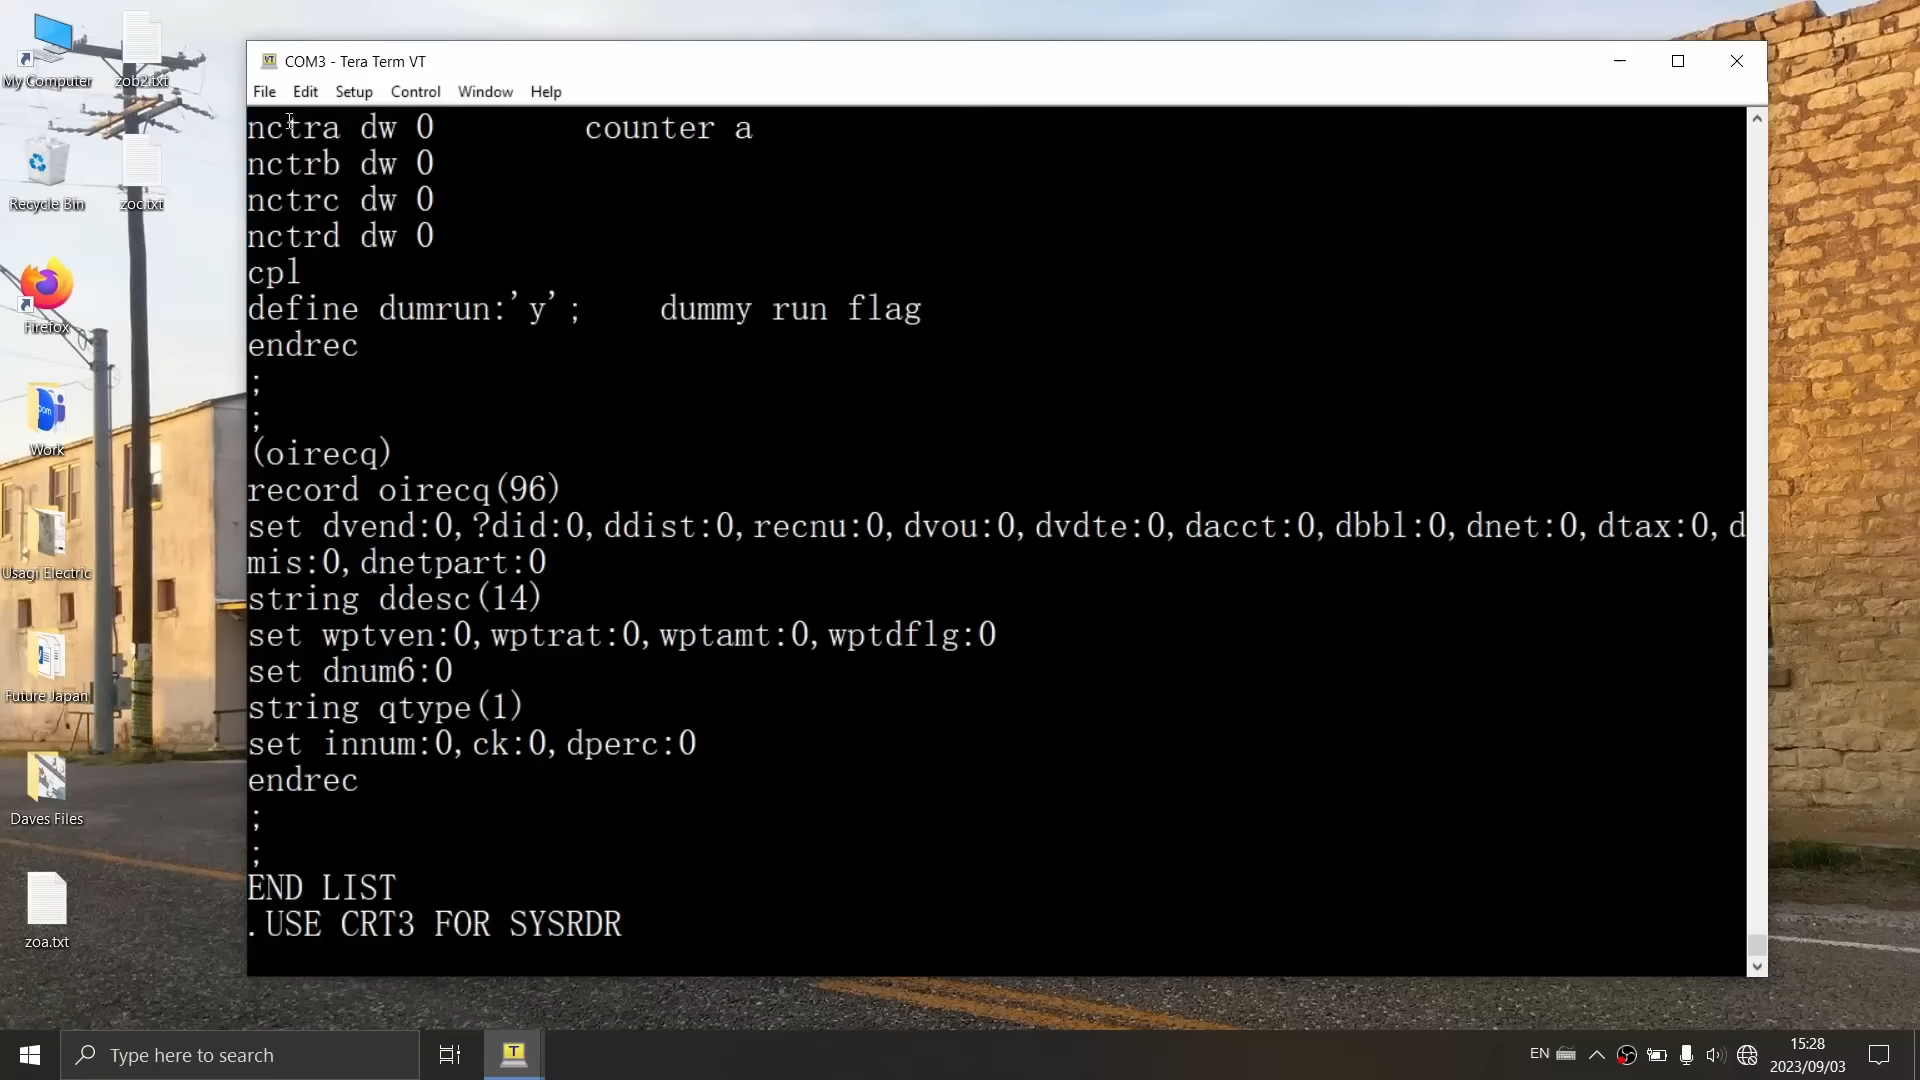 My Computer
zob2.txt
Recycle Bin
zoc.txt
Firefox
zoom
Work
Usagi Electric
Future Japan
Daves Files
zoa.txt
VT
COM3 - Tera Term VT
File Edit Setup Control Window Help
nctra dw 0 counter a
nctrb dw 0
nctrc dw 0
nctrd dw 0
cpl
define dumrun:'y'; dummy run flag
endrec
;
;
(oirecq)
record oirecq(96)
set dvend:0,?did:0,ddist:0,recnu:0,dvou:0,dvdte:0,dacct:0,dbbl:0,dnet:0,dtax:0,d
mis:0,dnetpart:0
string ddesc(14)
set wptven:0,wptrat:0,wptamt:0,wptdflg:0
set dnum6:0
string qtype(1)
set innum:0,ck:0,dperc:0
endrec
;
;
END LIST
.USE CRT3 FOR SYSRDR
Type here to search
T
EN
15:28
2023/09/03